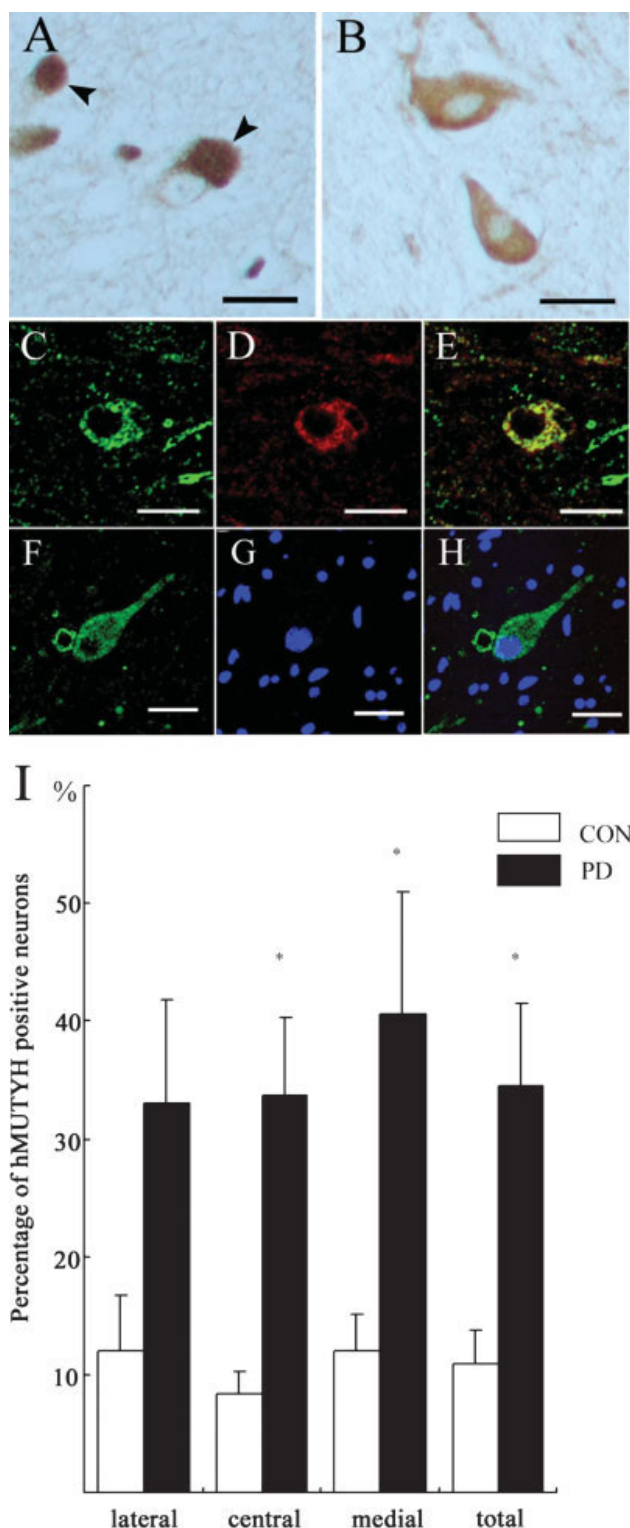 A
B
C
D
E
F
G
H
I
%
CON
PD
*
*
*
50
40
30
20
10
Percentage of hMUTYH positive neurons
lateral central medial total